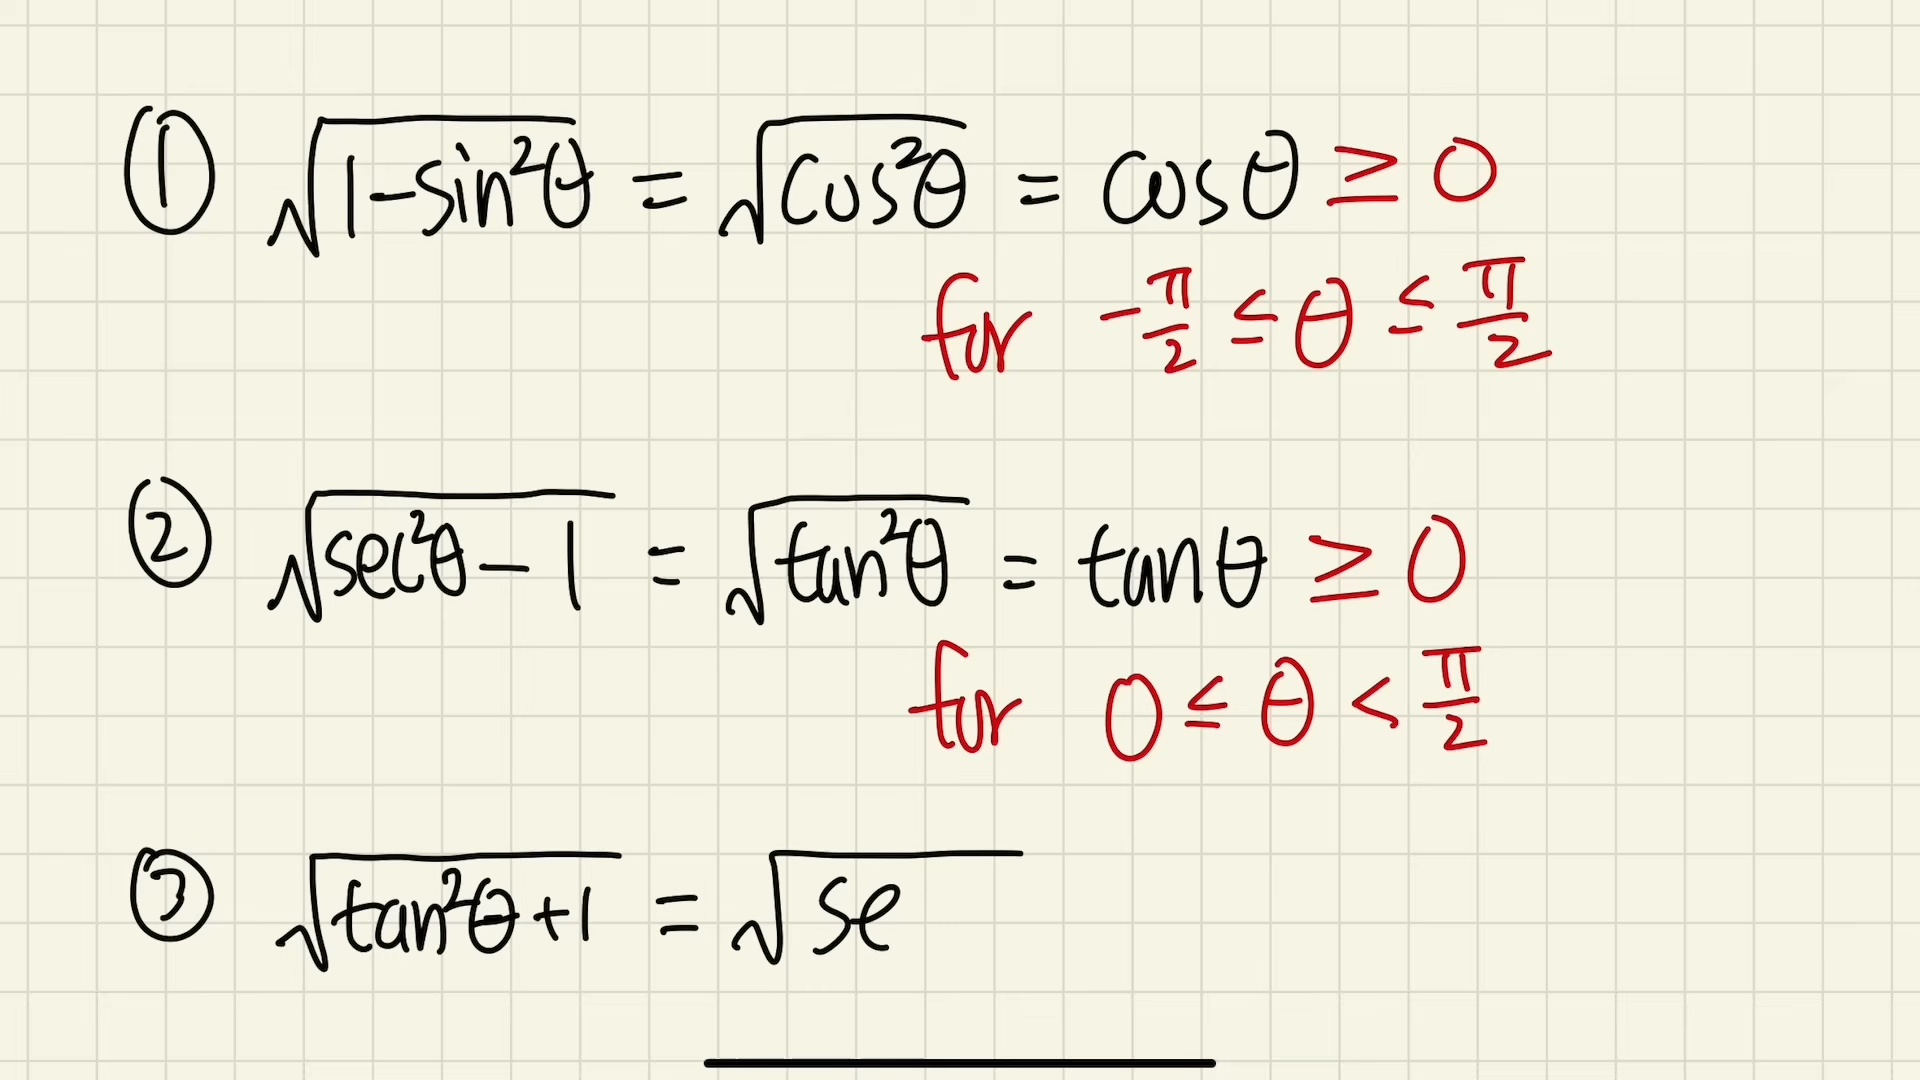 ① √(1-sin²θ) = √(cos²θ) = cosθ ≥ 0
for -π/2 ≤ θ ≤ π/2
② √(sec²θ - 1) = √(tan²θ) = tanθ ≥ 0
for 0 ≤ θ < π/2
③ √(tan²θ + 1) = √(se